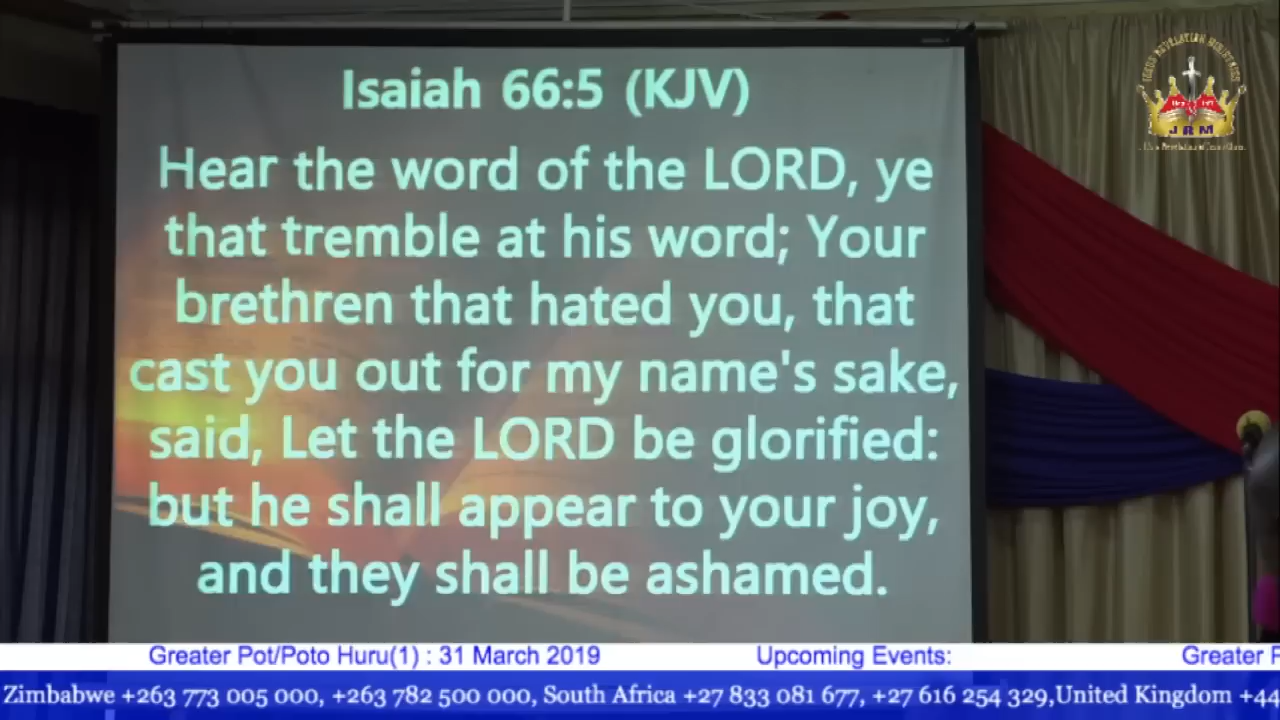 Isaiah 66:5 (KJV)
Hear the word of the LORD, ye
that tremble at his word; Your
brethren that hated you, that
cast you out for my name's sake,
said, Let the LORD be glorified:
but he shall appear to your joy,
and they shall be ashamed.
JESUS REVELATION MINISTRIES
J R M
Greater Pot/Poto Huru(1) : 31 March 2019 Upcoming Events: Greater
Zimbabwe +263 773 005 000, +263 782 500 000, South Africa +27 833 081 677, +27 616 254 329,United Kingdom +44